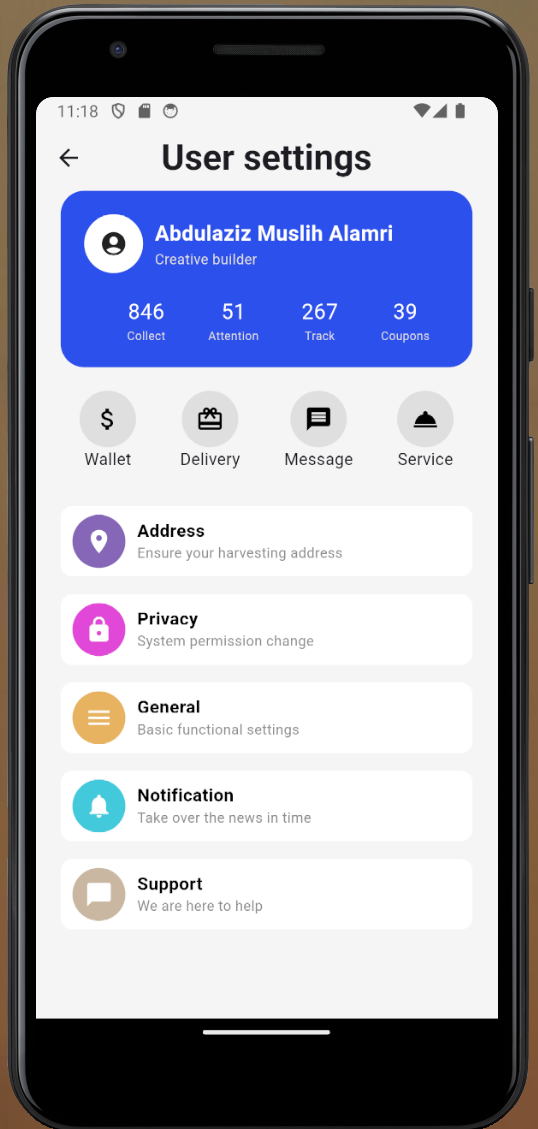 11:18
User settings
Abdulaziz Muslih Alamri
Creative builder
846 51 267 39
Collect Attention Track Coupons
Wallet Delivery Message Service
Address
Ensure your harvesting address
Privacy
System permission change
General
Basic functional settings
Notification
Take over the news in time
Support
We are here to help